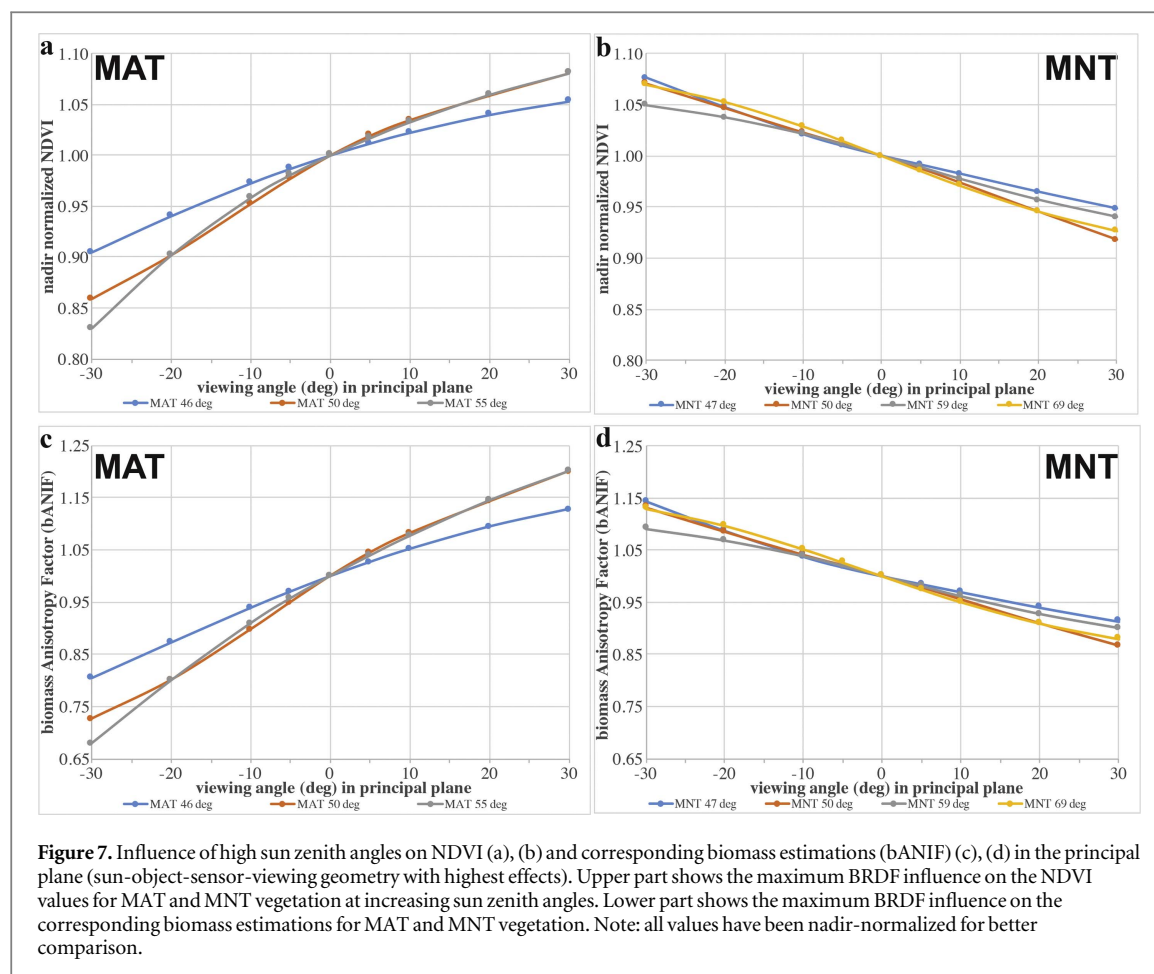 a
MAT
nadir normalized NDVI
1.10
1.05
1.00
0.95
0.90
0.85
0.80
-30 -20 -10 0 10 20 30
viewing angle (deg) in principal plane
MAT 46 deg MAT 50 deg MAT 55 deg
b
MNT
nadir normalized NDVI
1.10
1.05
1.00
0.95
0.90
0.85
0.80
-30 -20 -10 0 10 20 30
viewing angle (deg) in principal plane
MNT 47 deg MNT 50 deg MNT 59 deg MNT 69 deg
c
MAT
biomass Anisotropy Factor (bANIF)
1.25
1.15
1.05
0.95
0.85
0.75
0.65
-30 -20 -10 0 10 20 30
viewing angle (deg) in principal plane
MAT 46 deg MAT 50 deg MAT 55 deg
d
MNT
biomass Anisotropy Factor (bANIF)
1.25
1.15
1.05
0.95
0.85
0.75
0.65
-30 -20 -10 0 10 20 30
viewing angle (deg) in principal plane
MNT 47 deg MNT 50 deg MNT 59 deg MNT 69 deg
Figure 7. Influence of high sun zenith angles on NDVI (a), (b) and corresponding biomass estimations (bANIF) (c), (d) in the principal
plane (sun-object-sensor-viewing geometry with highest effects). Upper part shows the maximum BRDF influence on the NDVI
values for MAT and MNT vegetation at increasing sun zenith angles. Lower part shows the maximum BRDF influence on the
corresponding biomass estimations for MAT and MNT vegetation. Note: all values have been nadir-normalized for better
comparison.